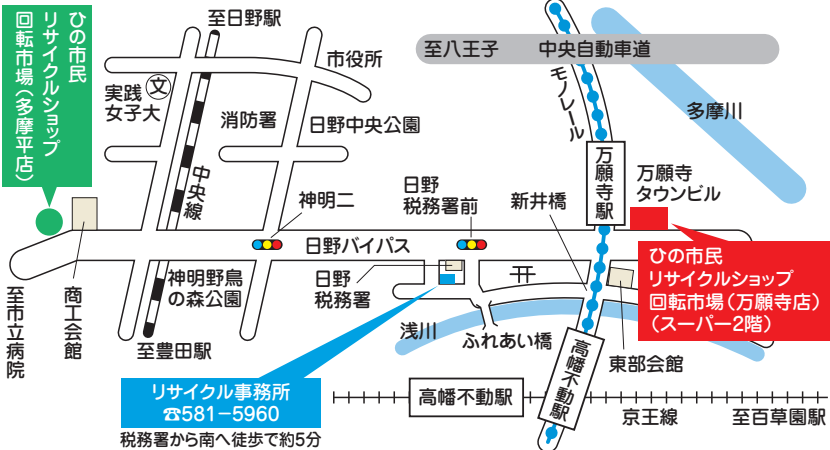 ひの市民
リサイクルショップ
回転市場(多摩平店)
至日野駅
市役所
至八王子
中央自動車道
モノレール
多摩川
実践
女子大
文
消防署
日野中央公園
中央線
神明二
日野
税務署前
新井橋
万願寺駅
万願寺
タウンビル
日野バイパス
ひの市民
リサイクルショップ
回転市場(万願寺店)
(スーパー2階)
至市立病院
商工会館
神明野鳥
の森公園
日野
税務署
至豊田駅
浅川
ふれあい橋
東部会館
リサイクル事務所
☎581−5960
税務署から南へ徒歩で約5分
高幡不動駅
高幡不動駅
京王線
至百草園駅